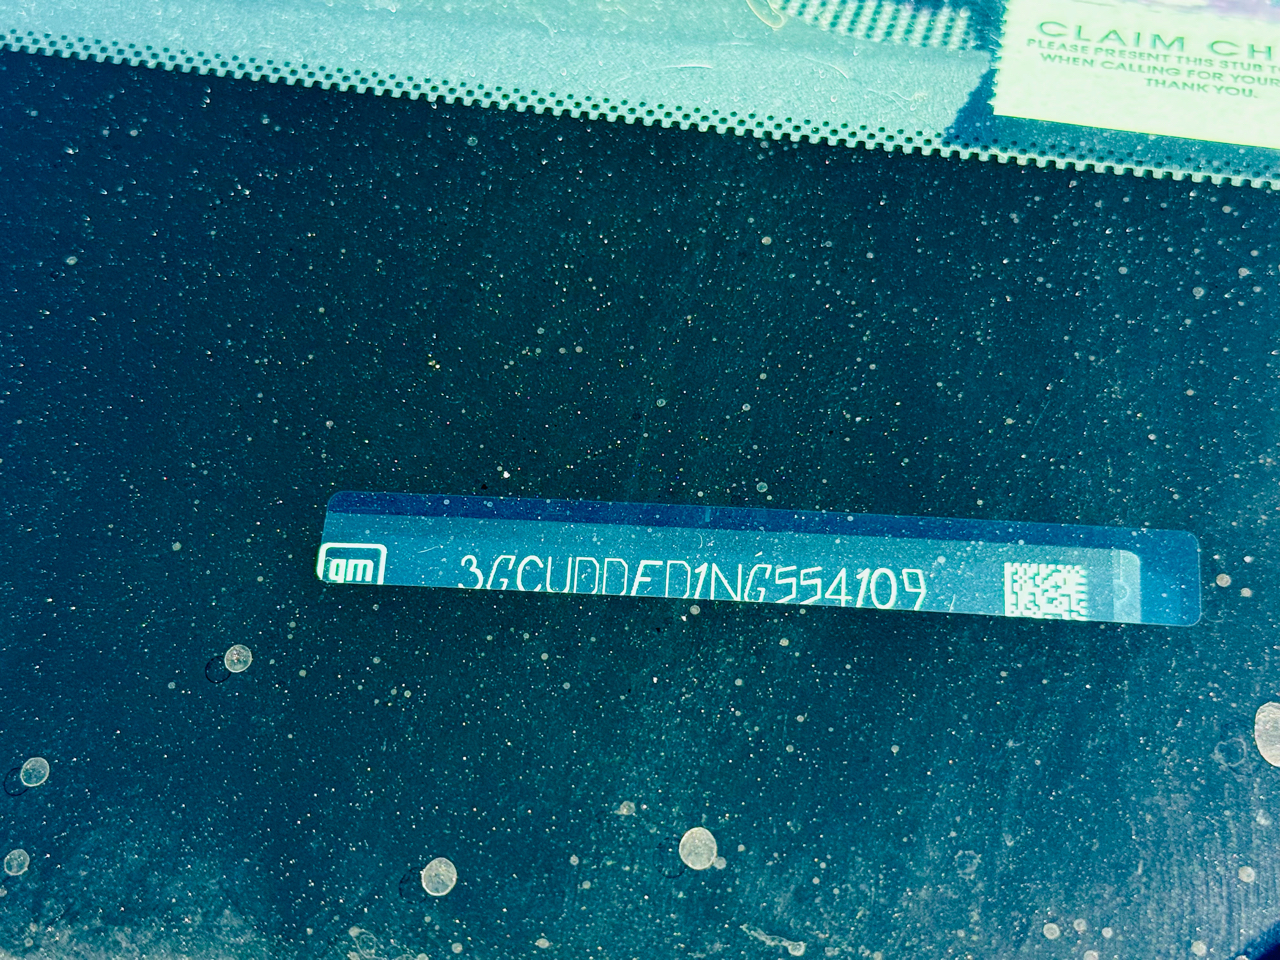 CLAIM CH
PLEASE PRESENT THIS STUB T
WHEN CALLING FOR YOUR
THANK YOU.
gm 3GCUDDED1NG554109